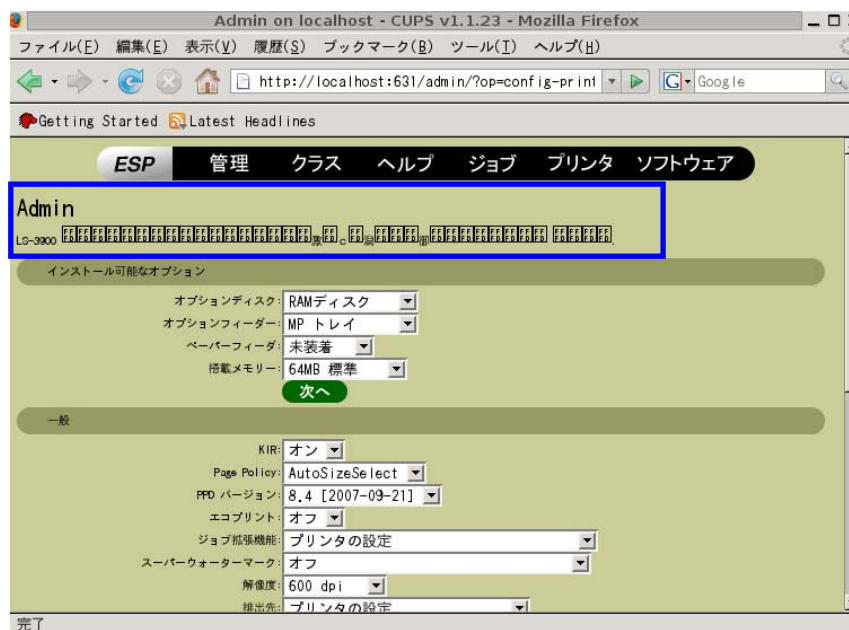 Admin on localhost - CUPS v1.1.23 - Mozilla Firefox
ファイル(F) 編集(E) 表示(V) 履歴(S) ブックマーク(B) ツール(T) ヘルプ(H)
http://localhost:631/admin/?op=config-print G Google
Getting Started Latest Headlines
ESP 管理 クラス ヘルプ ジョブ プリンタ ソフトウェア
Admin
LS-3900
インストール可能なオプション
オプションディスク: RAMディスク
オプションフィーダー: MP トレイ
ペーパーフィーダ: 未装着
搭載メモリー: 64MB 標準
次へ
一般
KIR: オン
Page Policy: AutoSizeSelect
PPD バージョン: 8.4 [2007-09-21]
エコプリント: オフ
ジョブ拡張機能: プリンタの設定
スーパーウォーターマーク: オフ
解像度: 600 dpi
排出先: プリンタの設定
完了